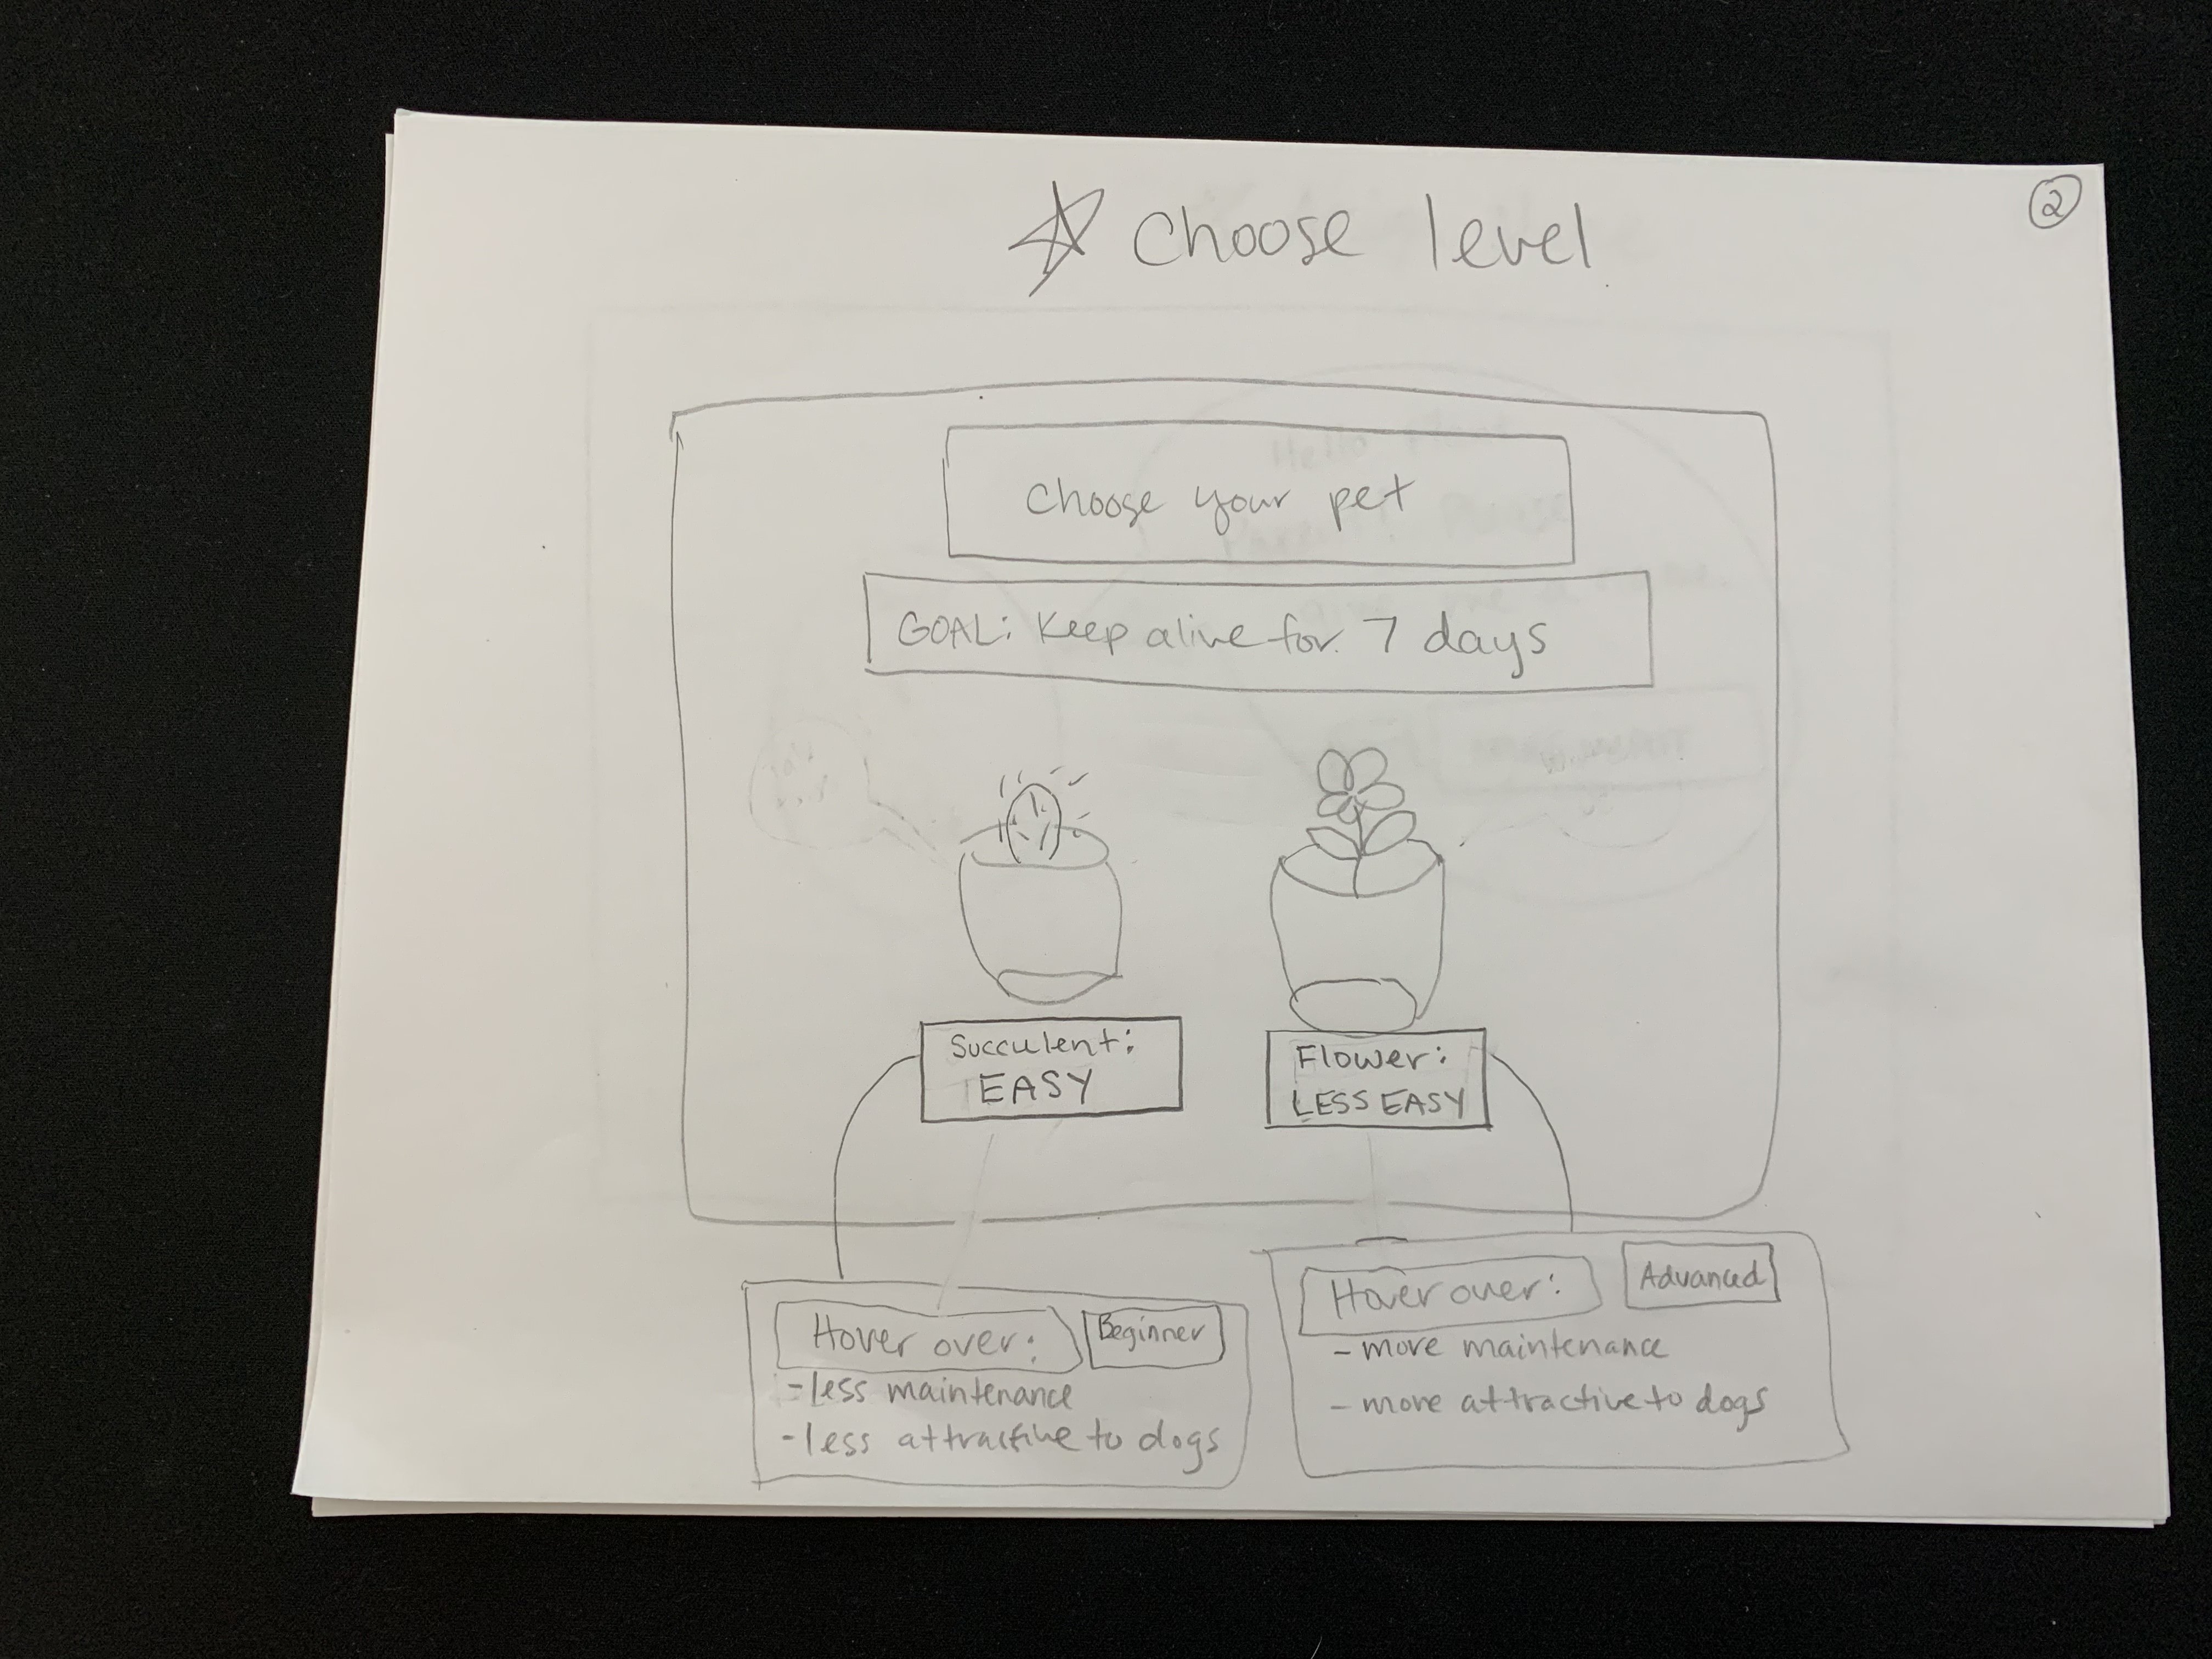 ②
Choose level
Choose your pet
GOAL: Keep alive for 7 days
Succulent:
EASY
Flower:
LESS EASY
Hover over:
Beginner
- less maintenance
- less attractive to dogs
Hover over:
Advanced
- more maintenance
- more attractive to dogs